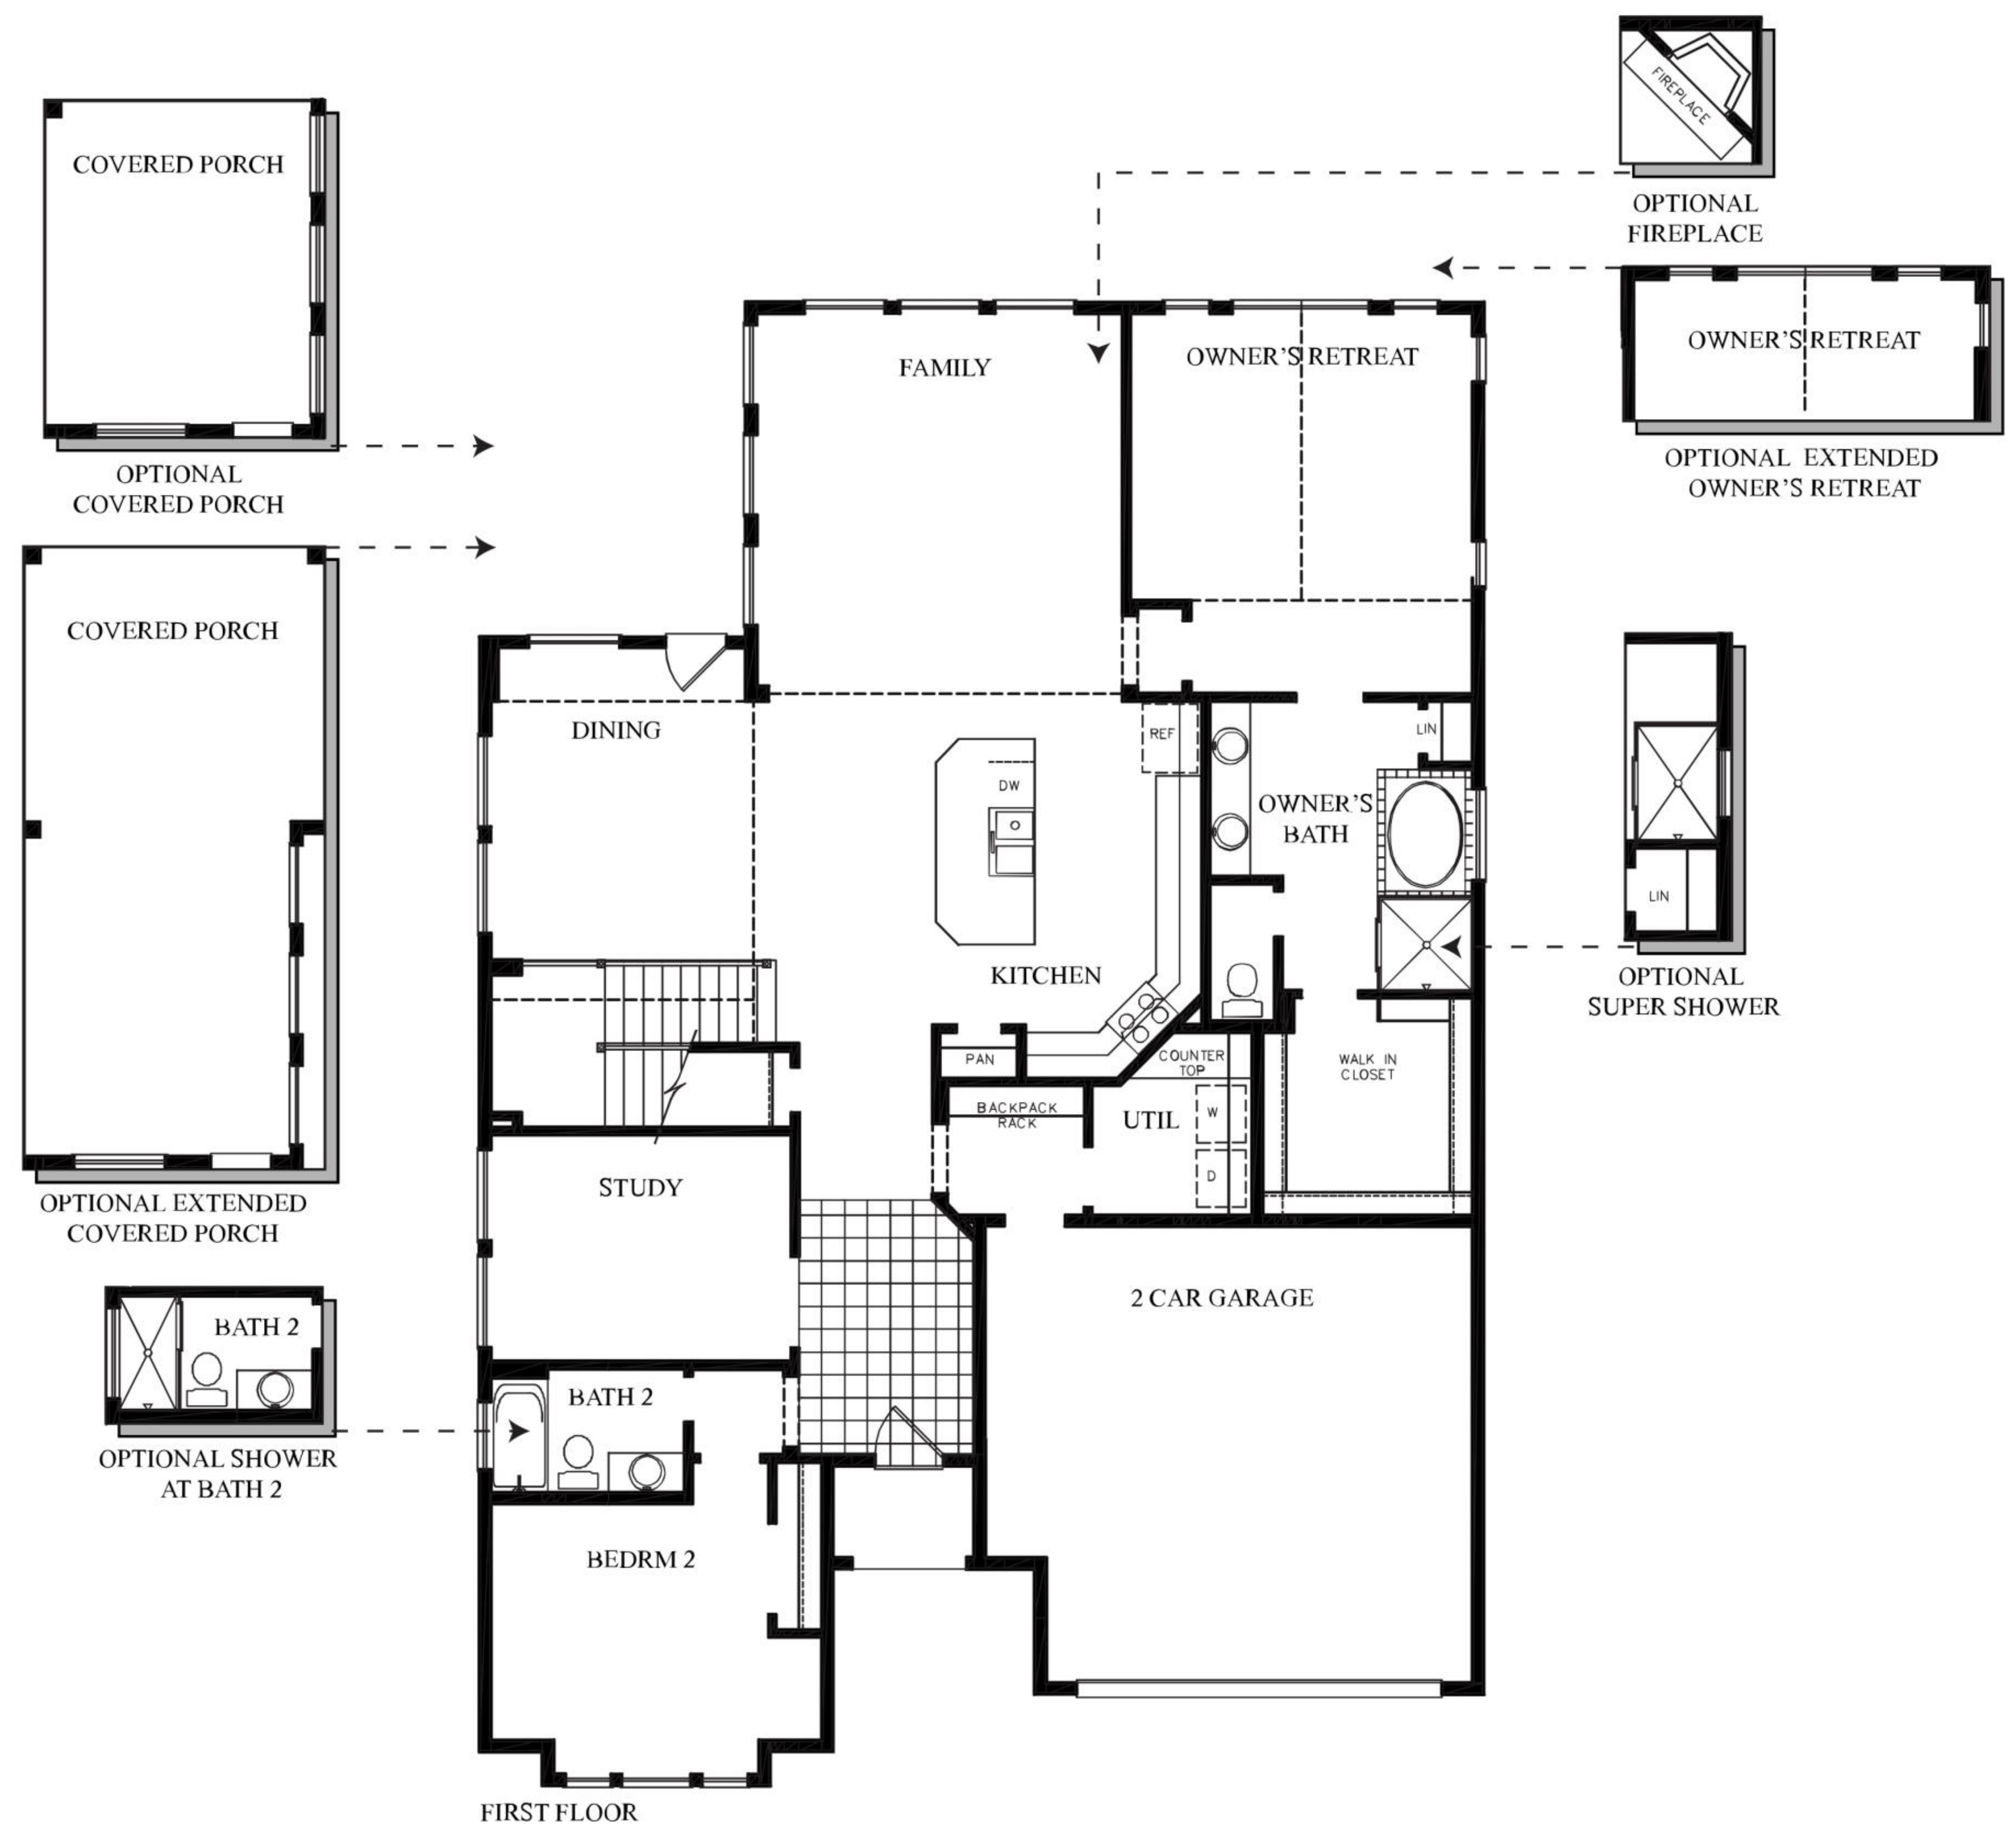 FIREPLACE
OPTIONAL
FIREPLACE
COVERED PORCH
OPTIONAL
COVERED PORCH
OWNER'S RETREAT
OPTIONAL EXTENDED
OWNER'S RETREAT
FAMILY
OWNER'S RETREAT
COVERED PORCH
OPTIONAL EXTENDED
COVERED PORCH
DINING
REF
LIN
DW
OWNER'S
BATH
LIN
OPTIONAL
SUPER SHOWER
KITCHEN
PAN
COUNTER
TOP
WALK IN
CLOSET
BACKPACK
RACK
UTIL
W
D
STUDY
2 CAR GARAGE
BATH 2
OPTIONAL SHOWER
AT BATH 2
BATH 2
BEDRM 2
FIRST FLOOR